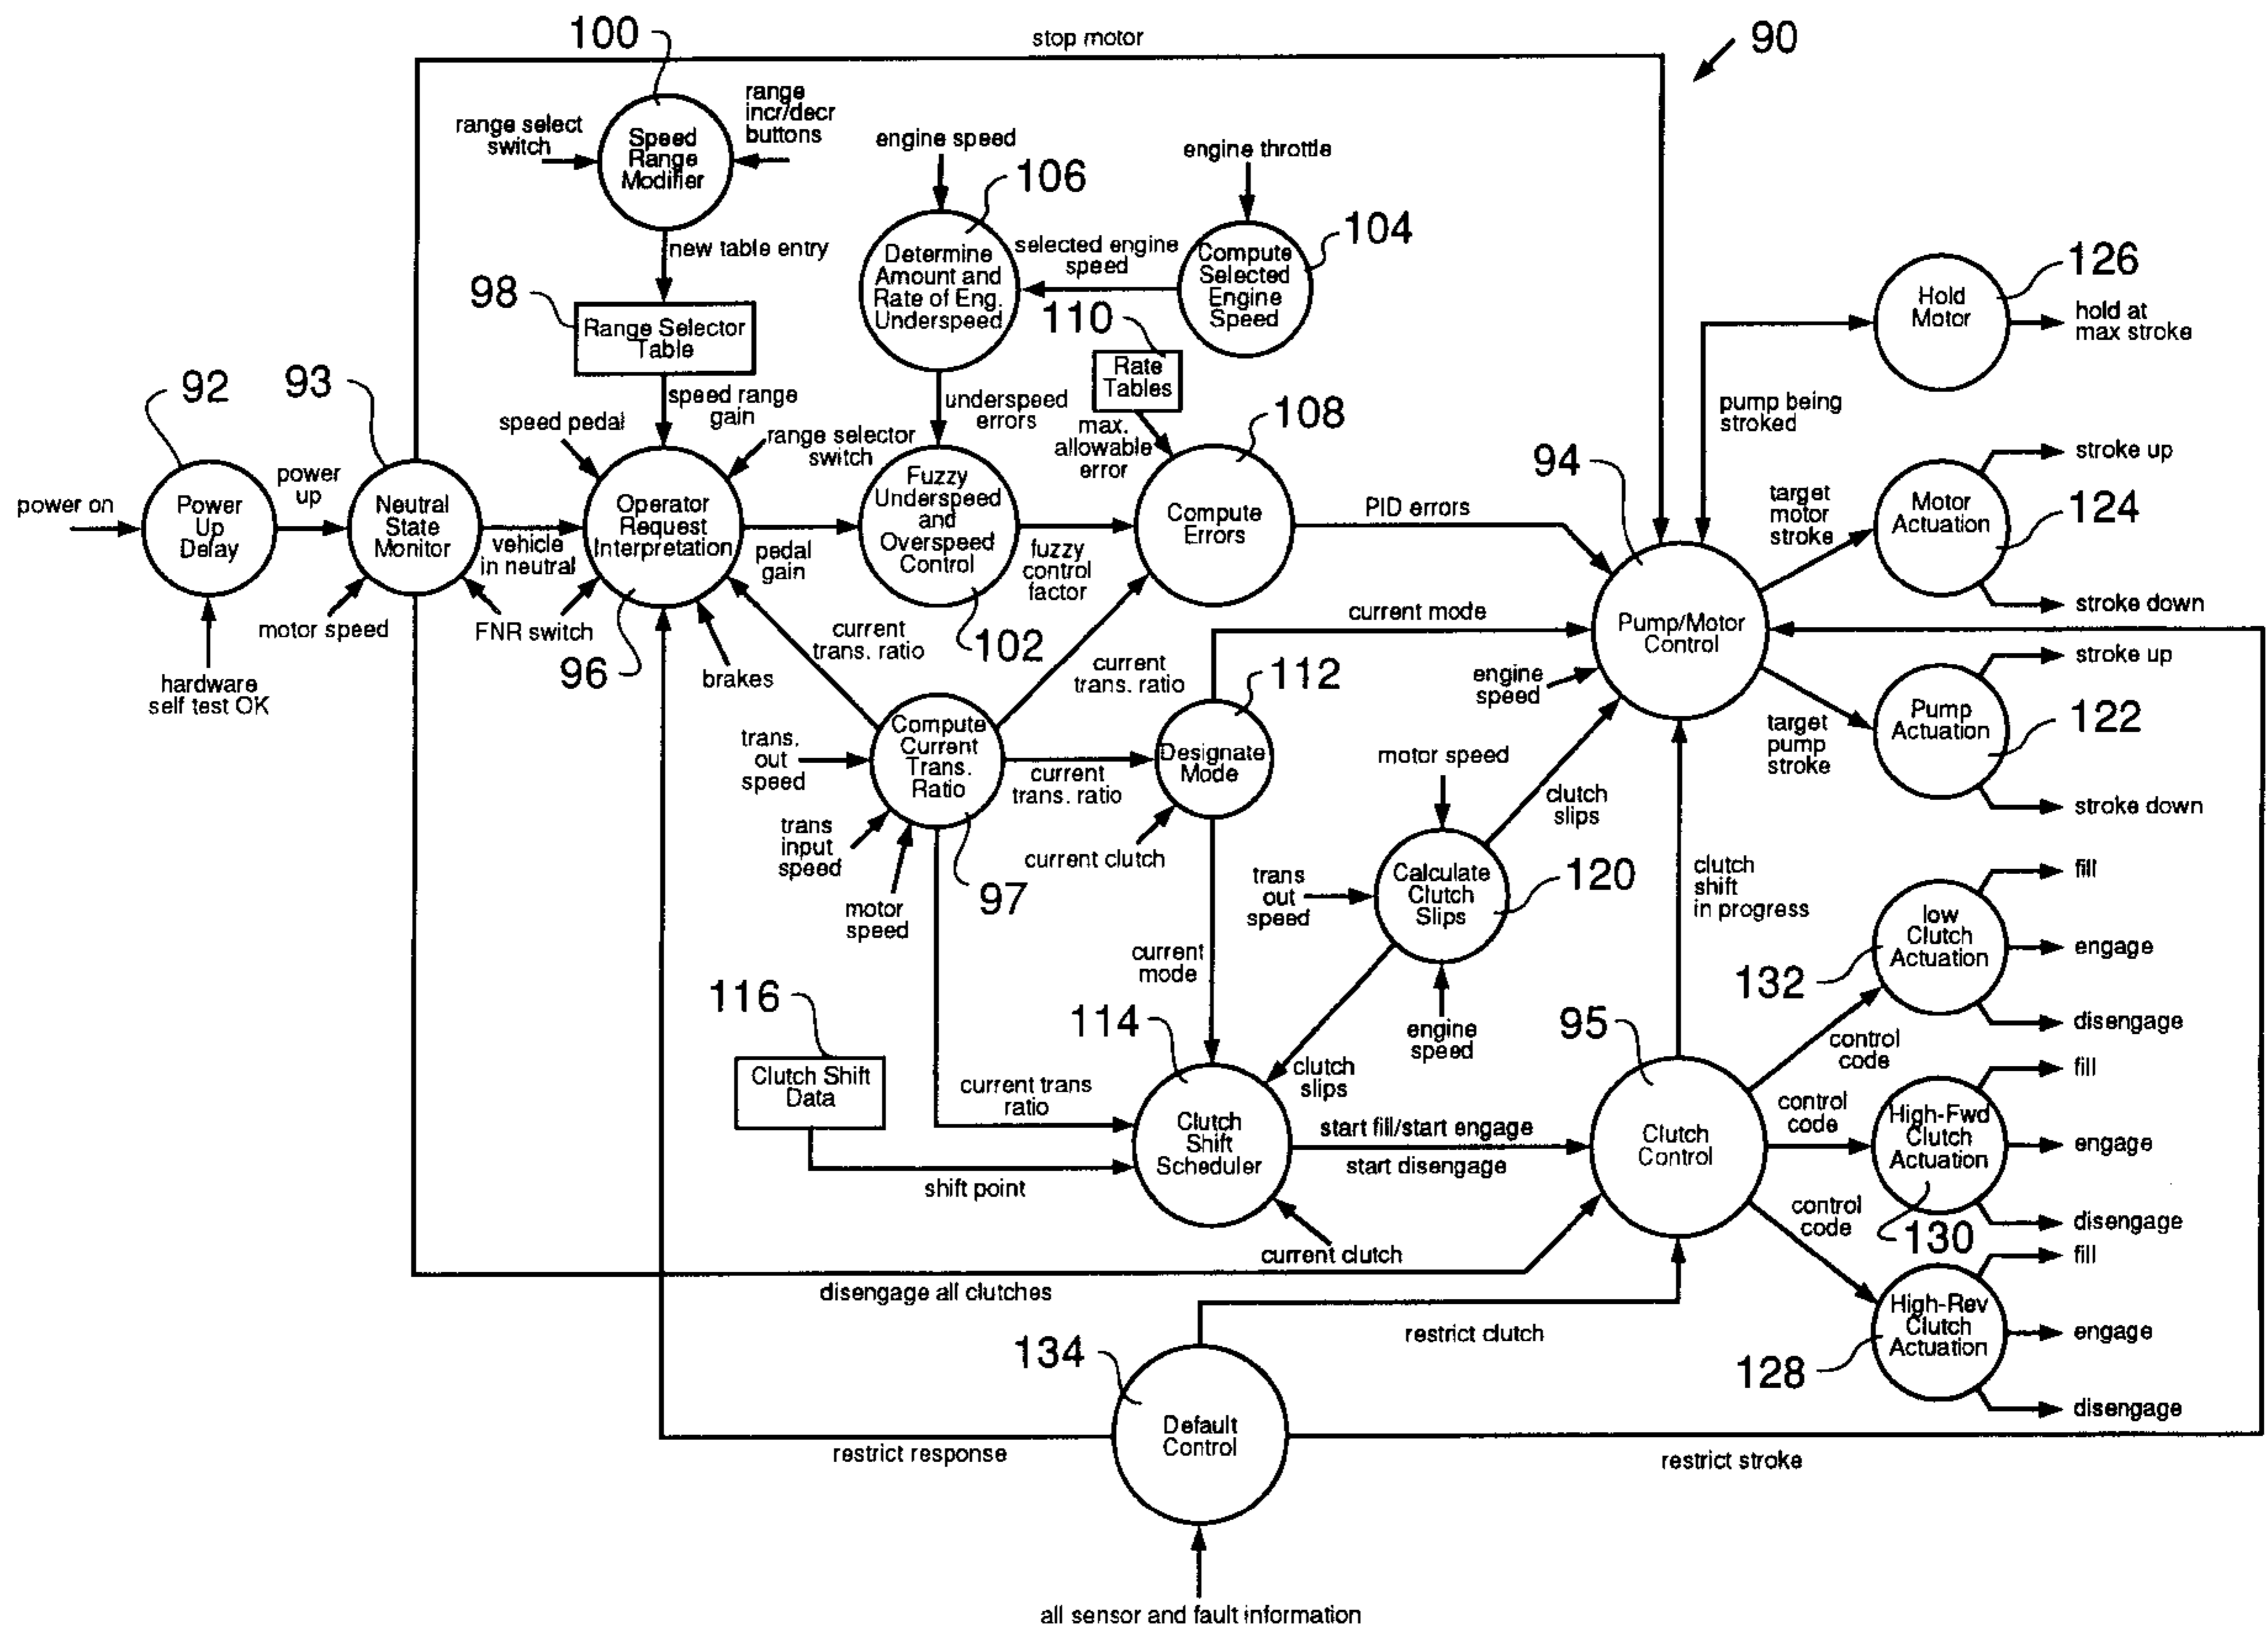 100
stop motor
90
range select
switch
Speed
Range
Modifier
range
incr/decr
buttons
engine speed
engine throttle
106
104
new table entry
Determine
Amount and
Rate of Eng.
Underspeed
selected engine
speed
Compute
Selected
Engine
Speed
126
Hold
Motor
hold at
max stroke
98
Range Selector
Table
110
Rate
Tables
92
93
speed range
gain
speed pedal
range selector
switch
underspeed
errors
max.
allowable
error
108
pump being
stroked
94
stroke up
power on
Power
Up
Delay
power
up
Neutral
State
Monitor
vehicle
in neutral
Operator
Request
Interpretation
pedal
gain
Fuzzy
Underspeed
and
Overspeed
Control
fuzzy
control
factor
Compute
Errors
PID errors
target
motor
stroke
Motor
Actuation
124
stroke down
motor speed
FNR switch
96
brakes
current
trans. ratio
102
current
trans. ratio
current mode
Pump/Motor
Control
hardware
self test OK
112
engine
speed
stroke up
target
pump
stroke
Pump
Actuation
122
stroke down
trans.
out
speed
Compute
Current
Trans.
Ratio
current
trans. ratio
Designate
Mode
motor speed
clutch
slips
trans
input
speed
motor
speed
97
current clutch
trans
out
speed
Calculate
Clutch
Slips
120
clutch
shift
in progress
fill
low
Clutch
Actuation
engage
132
disengage
current
mode
engine
speed
116
Clutch Shift
Data
114
clutch
slips
95
control
code
fill
current trans
ratio
shift point
Clutch
Shift
Scheduler
start fill/start engage
start disengage
Clutch
Control
control
code
High-Fwd
Clutch
Actuation
engage
130
disengage
current clutch
disengage all clutches
control
code
fill
High-Rev
Clutch
Actuation
engage
128
disengage
restrict clutch
134
Default
Control
restrict response
restrict stroke
all sensor and fault information